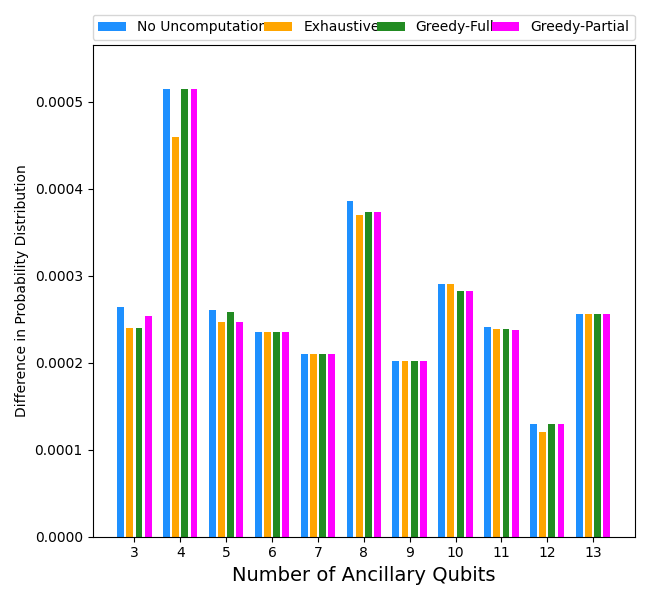 No Uncomputation Exhaustive Greedy-Full Greedy-Partial
0.0005
0.0004
0.0003
0.0002
0.0001
0.0000
Difference in Probability Distribution
3 4 5 6 7 8 9 10 11 12 13
Number of Ancillary Qubits